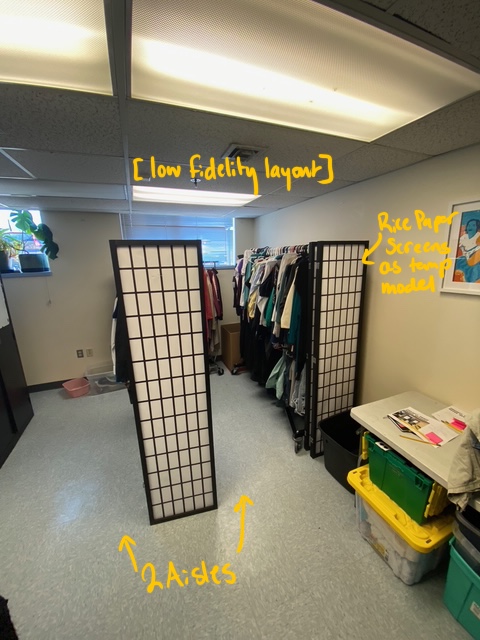 [low fidelity layout]
Rice Paper
Screens
as temp
model
2 Aisles